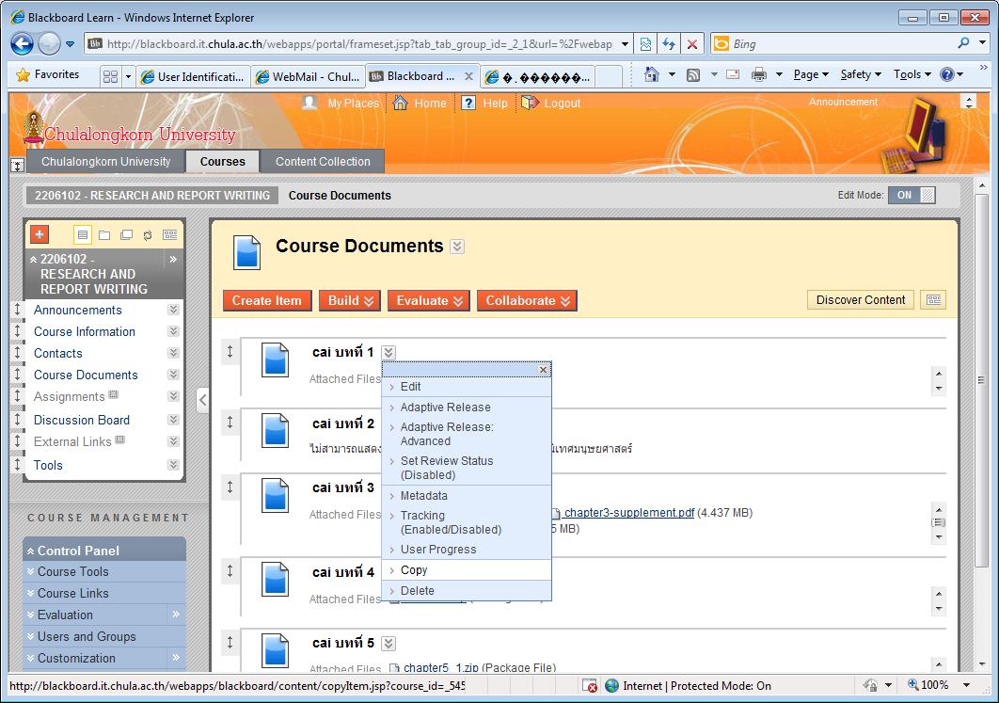 Blackboard Learn - Windows Internet Explorer
http://blackboard.it.chula.ac.th/webapps/portal/frameset.jsp?tab_tab_group_id=_2_1&url=%2Fwebap
Bing
Favorites
User Identificati...
WebMail - Chul...
Blackboard ...
�.������...
Page
Safety
Tools
My Places
Home
Help
Logout
Announcement
Chulalongkorn University
Chulalongkorn University
Courses
Content Collection
2206102 - RESEARCH AND REPORT WRITING
Course Documents
Edit Mode:
ON
2206102 -
RESEARCH AND
REPORT WRITING
Announcements
Course Information
Contacts
Course Documents
Assignments
Discussion Board
External Links
Tools
COURSE MANAGEMENT
Control Panel
Course Tools
Course Links
Evaluation
Users and Groups
Customization
Course Documents
Create Item
Build
Evaluate
Collaborate
Discover Content
cai บทที่ 1
Attached Files
Edit
Adaptive Release
Adaptive Release:
Advanced
Set Review Status
(Disabled)
Metadata
Tracking
(Enabled/Disabled)
User Progress
Copy
Delete
cai บทที่ 2
ไม่สามารถแสดง
นิเทศมนุษยศาสตร์
cai บทที่ 3
Attached Files
chapter3-supplement.pdf (4.437 MB)
MB)
cai บทที่ 4
Attached Files
cai บทที่ 5
Attached Files
chapter5_1.zip (Package File)
http://blackboard.it.chula.ac.th/webapps/blackboard/content/copyItem.jsp?course_id=_545
Internet | Protected Mode: On
100%